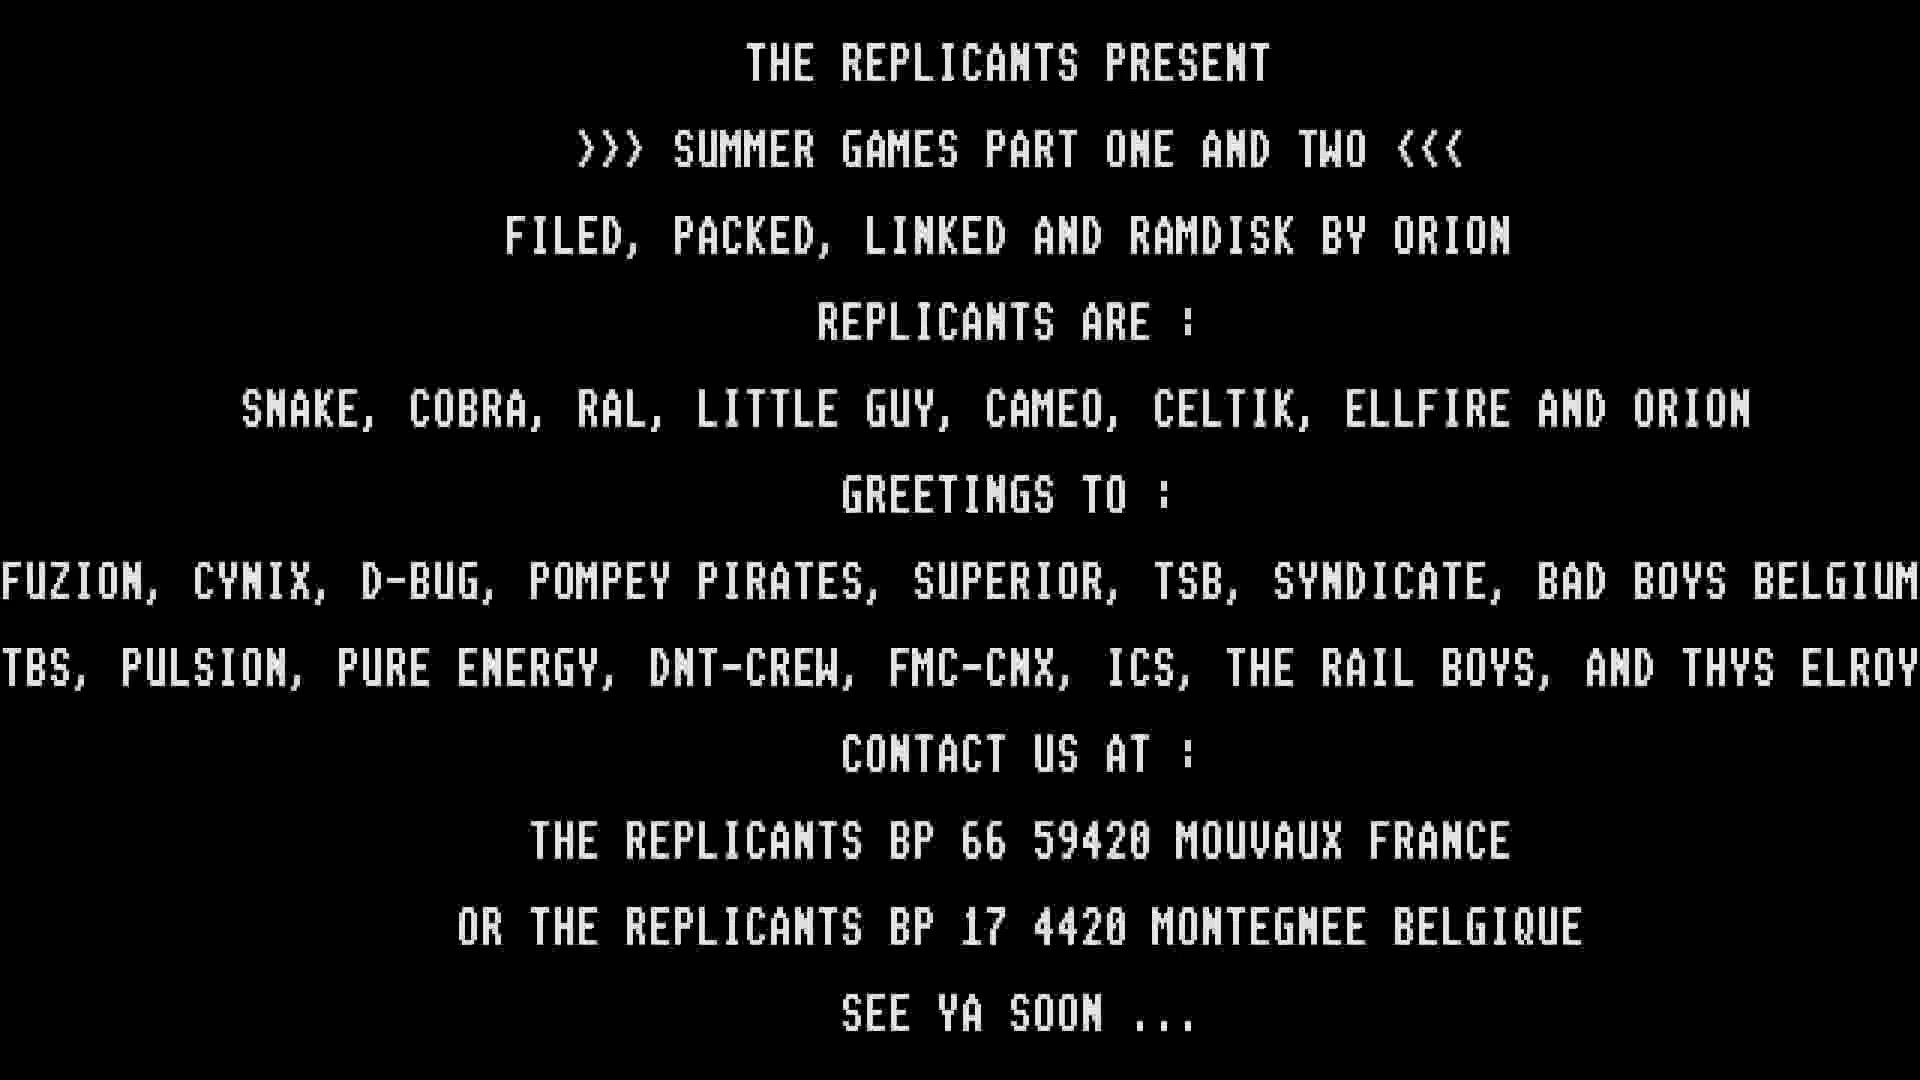 THE REPLICANTS PRESENT
>>> SUMMER GAMES PART ONE AND TWO <<<
FILED, PACKED, LINKED AND RAMDISK BY ORION
REPLICANTS ARE :
SNAKE, COBRA, RAL, LITTLE GUY, CAMEO, CELTIK, ELLFIRE AND ORION
GREETINGS TO :
FUZION, CYNIX, D-BUG, POMPEY PIRATES, SUPERIOR, TSB, SYNDICATE, BAD BOYS BELGIUM
TBS, PULSION, PURE ENERGY, DNT-CREW, FMC-CNX, ICS, THE RAIL BOYS, AND THYS ELROY
CONTACT US AT :
THE REPLICANTS BP 66 59420 MOUVAUX FRANCE
OR THE REPLICANTS BP 17 4420 MONTEGNEE BELGIQUE
SEE YA SOON ...